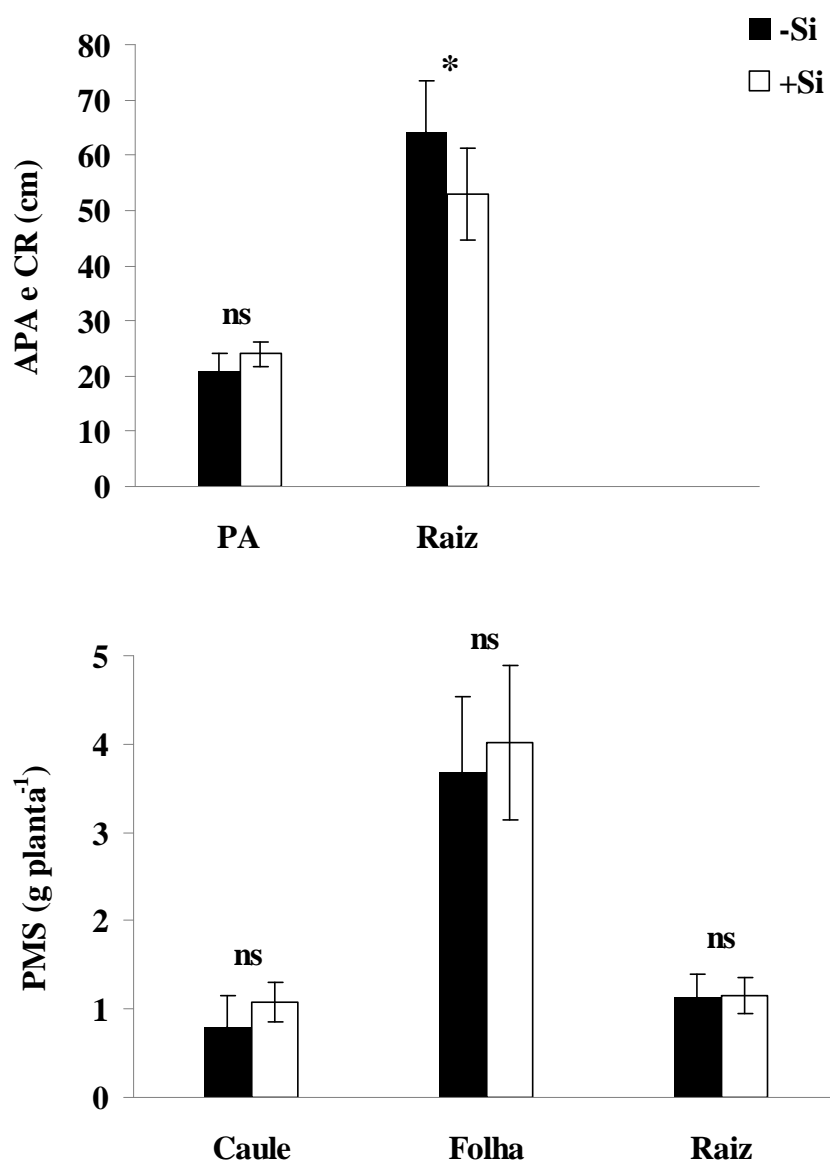 -Si
+Si
80
70
60
50
40
30
20
10
0
APA e CR (cm)
ns
*
PA
Raiz
5
4
3
2
1
0
PMS (g planta⁻¹)
ns
ns
ns
Caule
Folha
Raiz